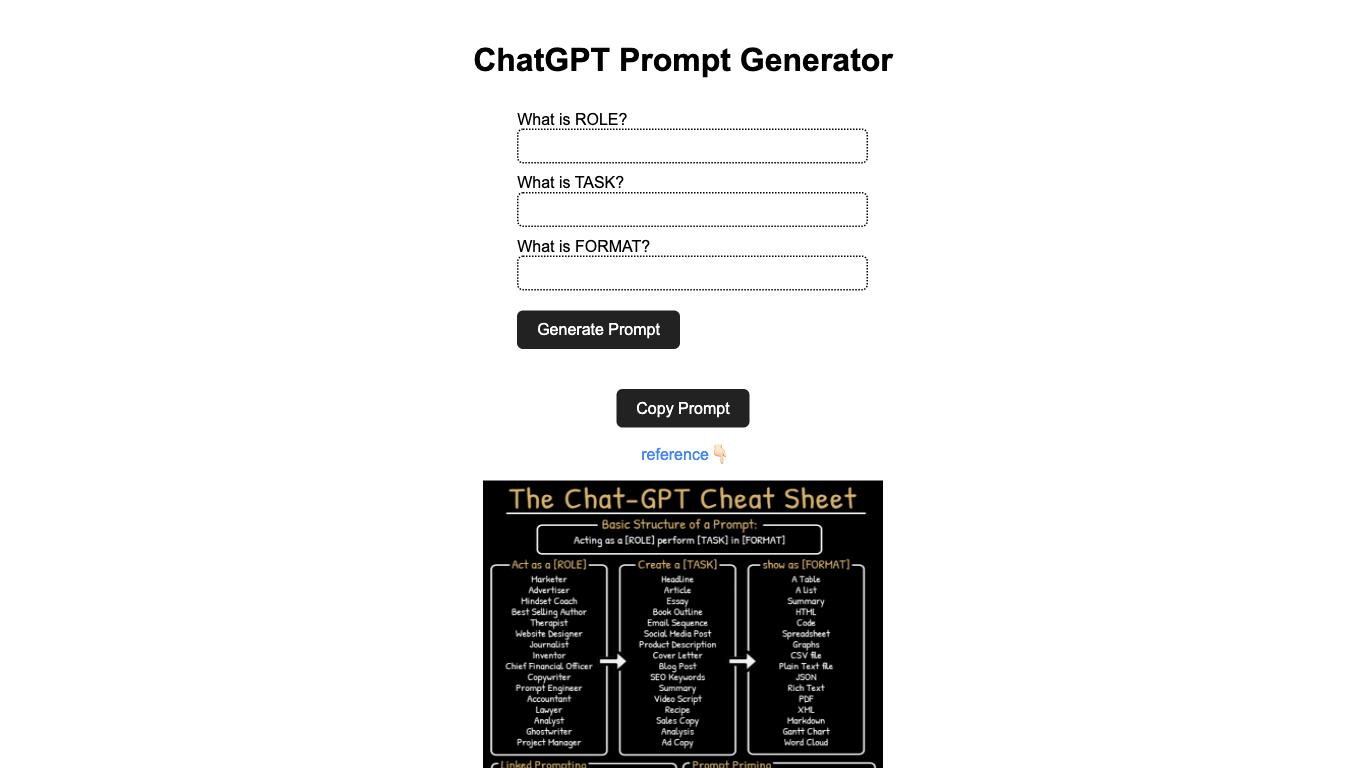 ChatGPT Prompt Generator
What is ROLE?
What is TASK?
What is FORMAT?
Generate Prompt
Copy Prompt
reference 👇🏻
The Chat-GPT Cheat Sheet
Basic Structure of a Prompt:
Acting as a [ROLE] perform [TASK] in [FORMAT]
Act as a [ROLE]
Marketer
Advertiser
Mindset Coach
Best Selling Author
Therapist
Website Designer
Journalist
Inventor
Chief Financial Officer
Copywriter
Prompt Engineer
Accountant
Lawyer
Analyst
Ghostwriter
Project Manager
Create a [TASK]
Headline
Article
Essay
Book Outline
Email Sequence
Social Media Post
Product Description
Cover Letter
Blog Post
SEO Keywords
Summary
Video Script
Recipe
Sales Copy
Analysis
Ad Copy
show as [FORMAT]
A Table
A list
Summary
HTML
Code
Spreadsheet
Graphs
CSV file
Plain Text file
JSON
Rich Text
PDF
XML
Markdown
Gantt Chart
Word Cloud
Linked Prompting
Prompt Priming